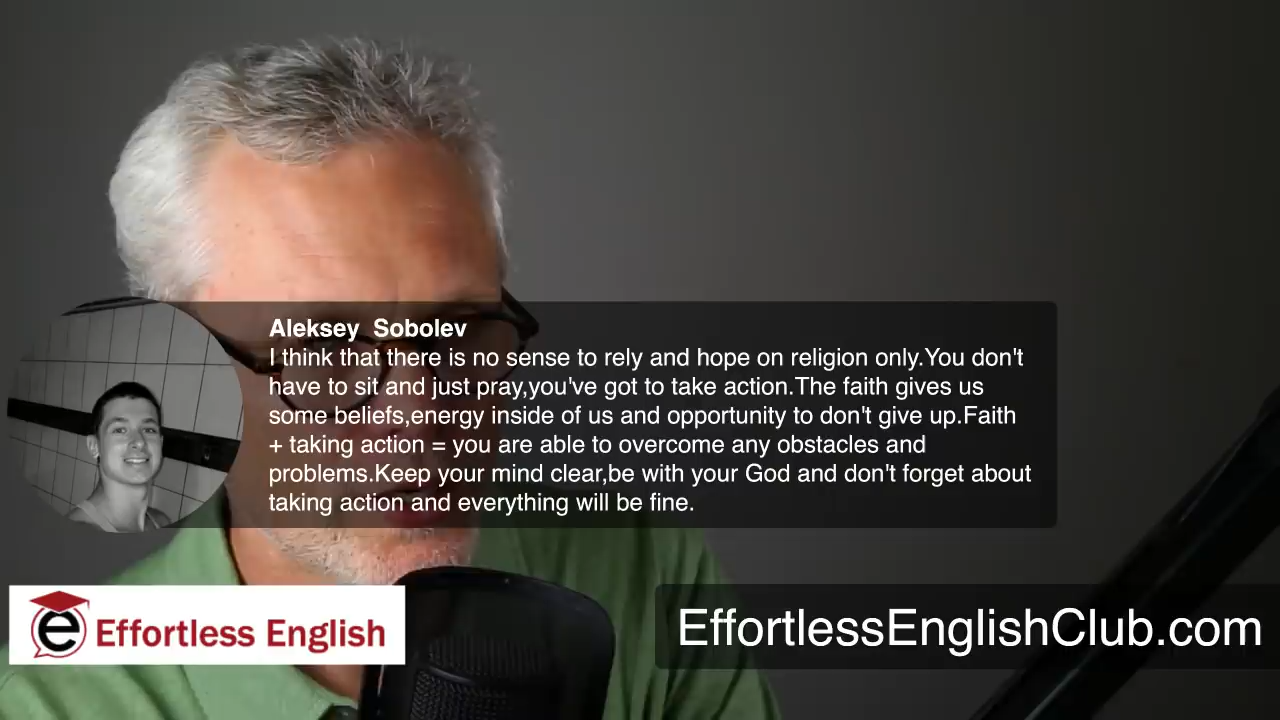 Aleksey Sobolev
I think that there is no sense to rely and hope on religion only.You don't
have to sit and just pray,you've got to take action.The faith gives us
some beliefs,energy inside of us and opportunity to don't give up.Faith
+ taking action = you are able to overcome any obstacles and
problems.Keep your mind clear,be with your God and don't forget about
taking action and everything will be fine.
e Effortless English
EffortlessEnglishClub.com